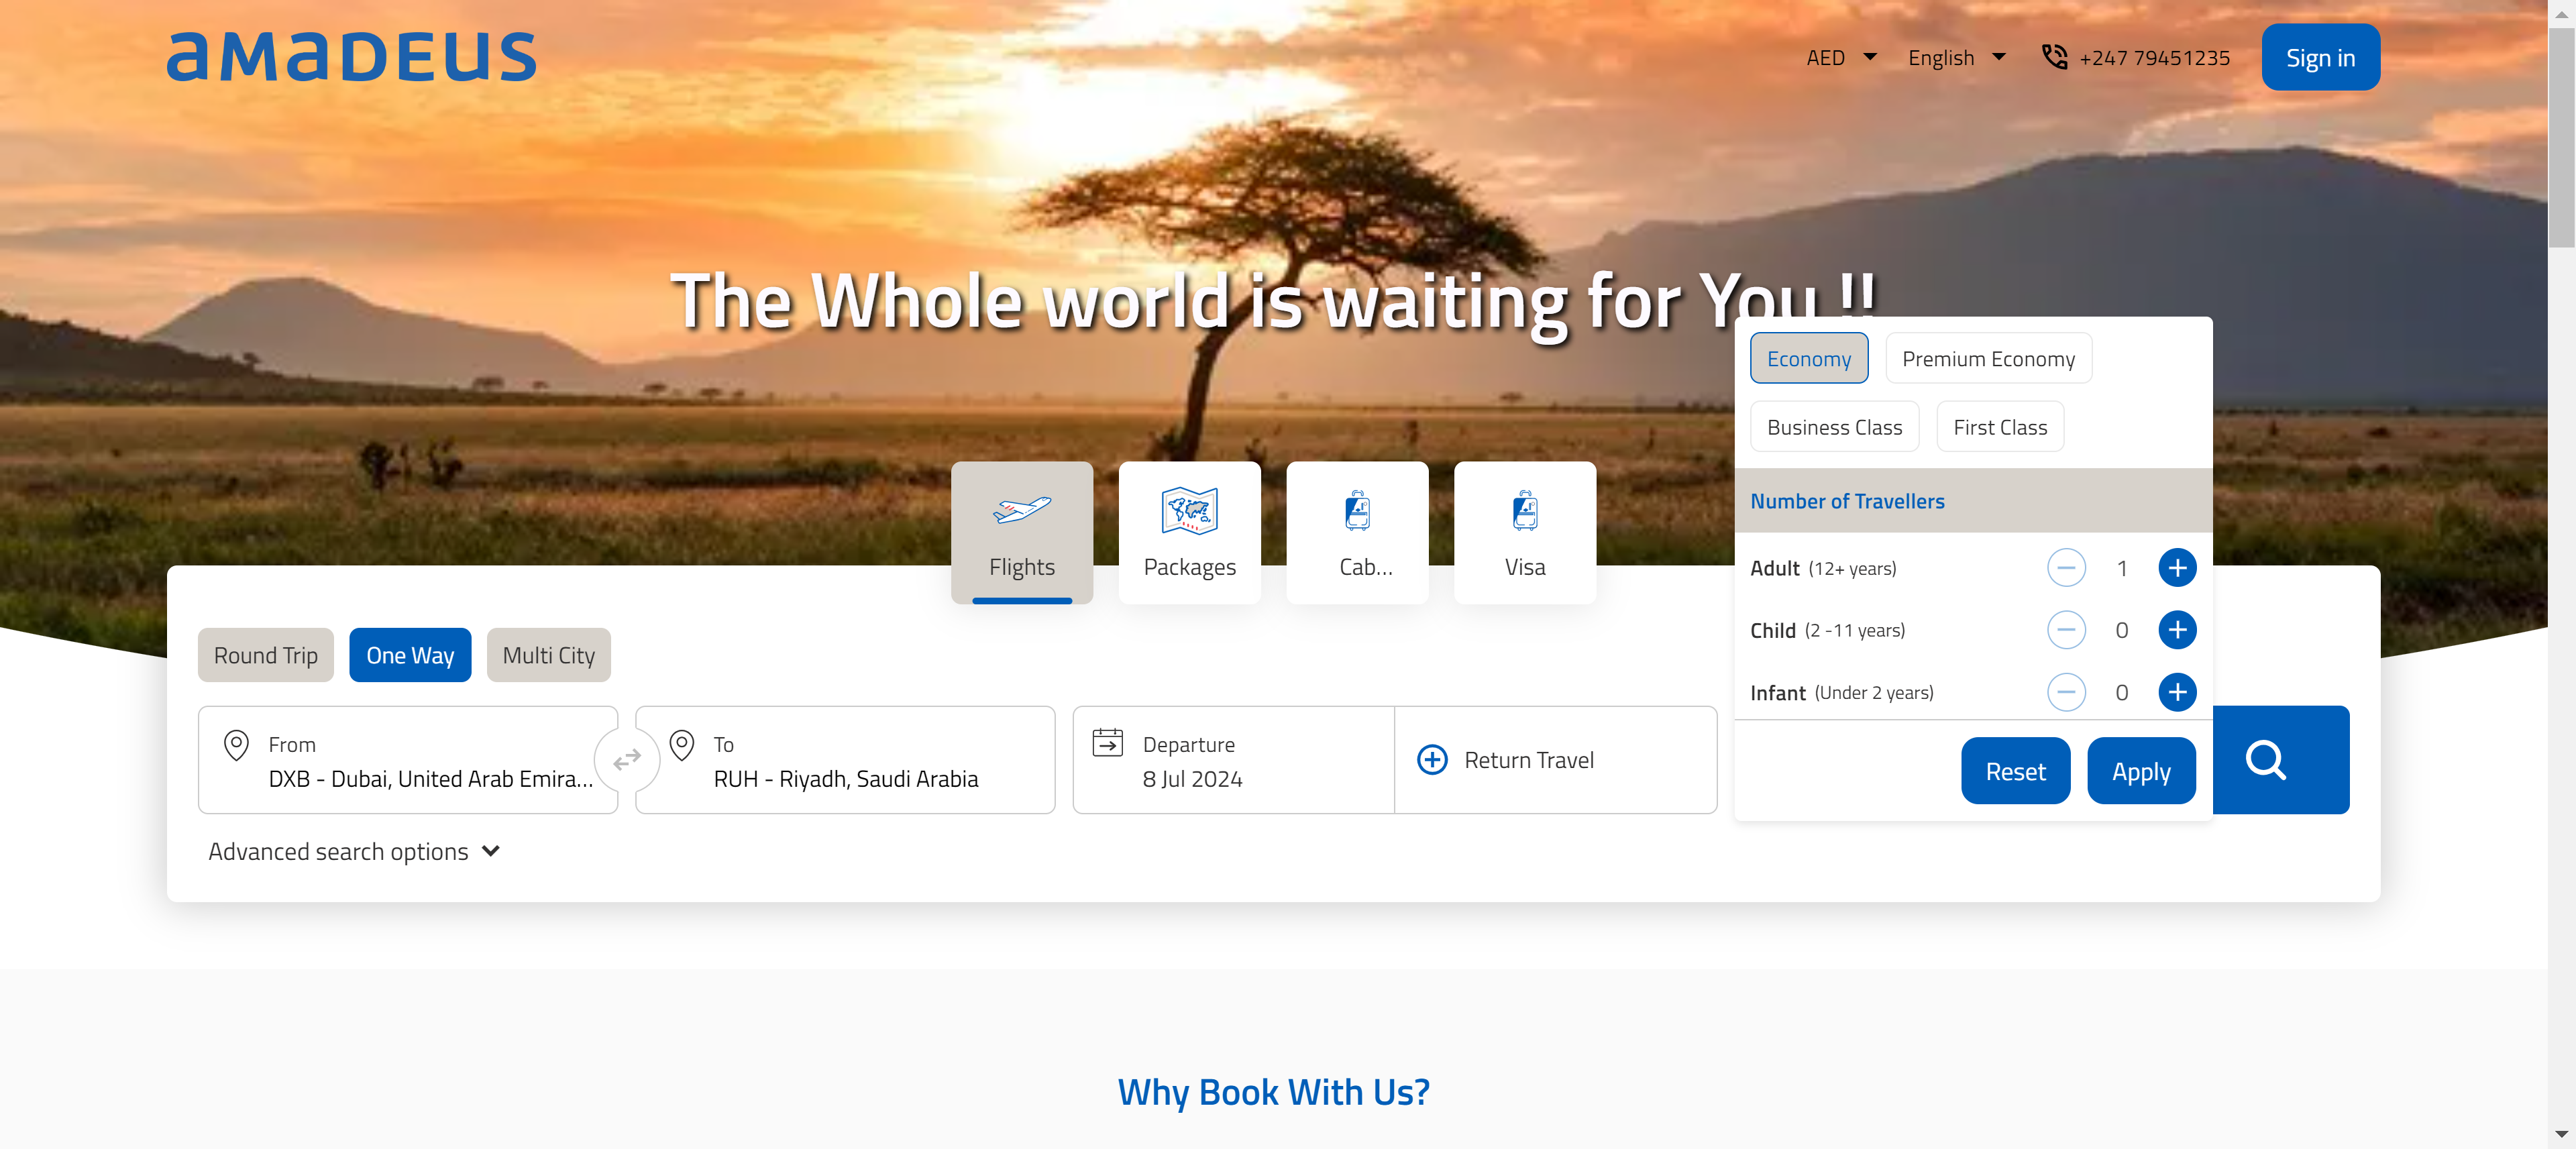 amadeus
AED
English
+247 79451235
Sign in
The Whole world is waiting for You !!
Economy
Premium Economy
Business Class
First Class
Number of Travellers
Adult (12+ years)
1
Child (2 -11 years)
0
Infant (Under 2 years)
0
Reset
Apply
Flights
Packages
Cab...
Visa
Round Trip
One Way
Multi City
From
DXB - Dubai, United Arab Emira...
To
RUH - Riyadh, Saudi Arabia
Departure
8 Jul 2024
Return Travel
Advanced search options
Why Book With Us?